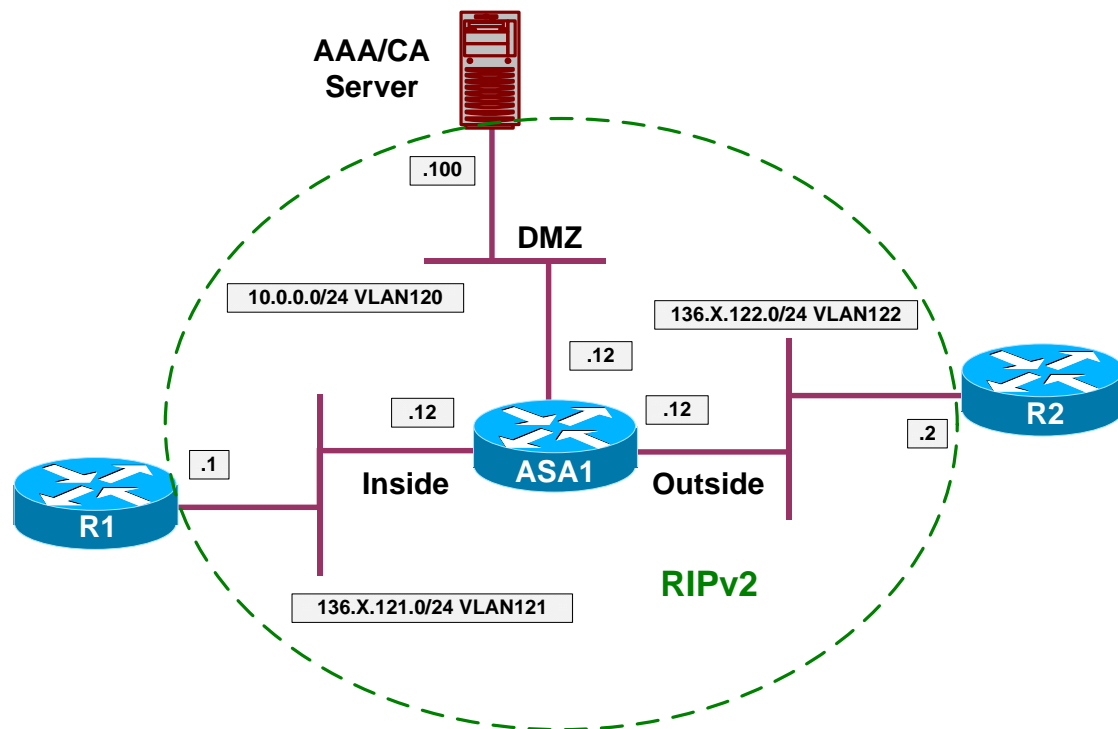 AAA/CA
Server
.100
DMZ
10.0.0.0/24 VLAN120
136.X.122.0/24 VLAN122
.12
.12
.12
R2
.2
.1
Inside
ASA1
Outside
R1
RIPv2
136.X.121.0/24 VLAN121